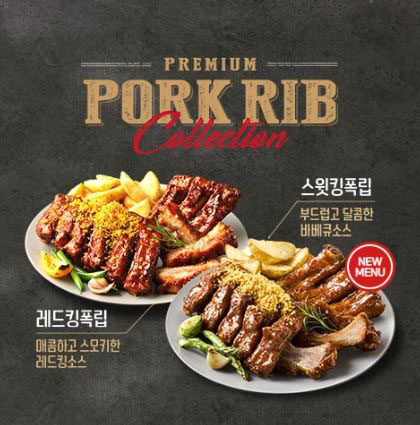 PREMIUM
PORK RIB
Collection
스윗킹폭립
부드럽고 달콤한
바베큐소스
NEW
MENU
레드킹폭립
매콤하고 스모키한
레드킹소스